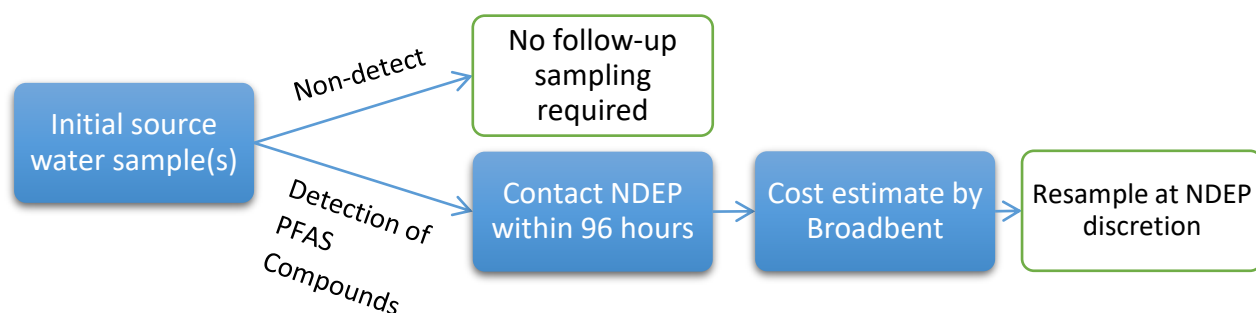 Initial source
water sample(s)
Non-detect
No follow-up
sampling
required
Detection of
PFAS
Compounds
Contact NDEP
within 96 hours
Cost estimate by
Broadbent
Resample at NDEP
discretion